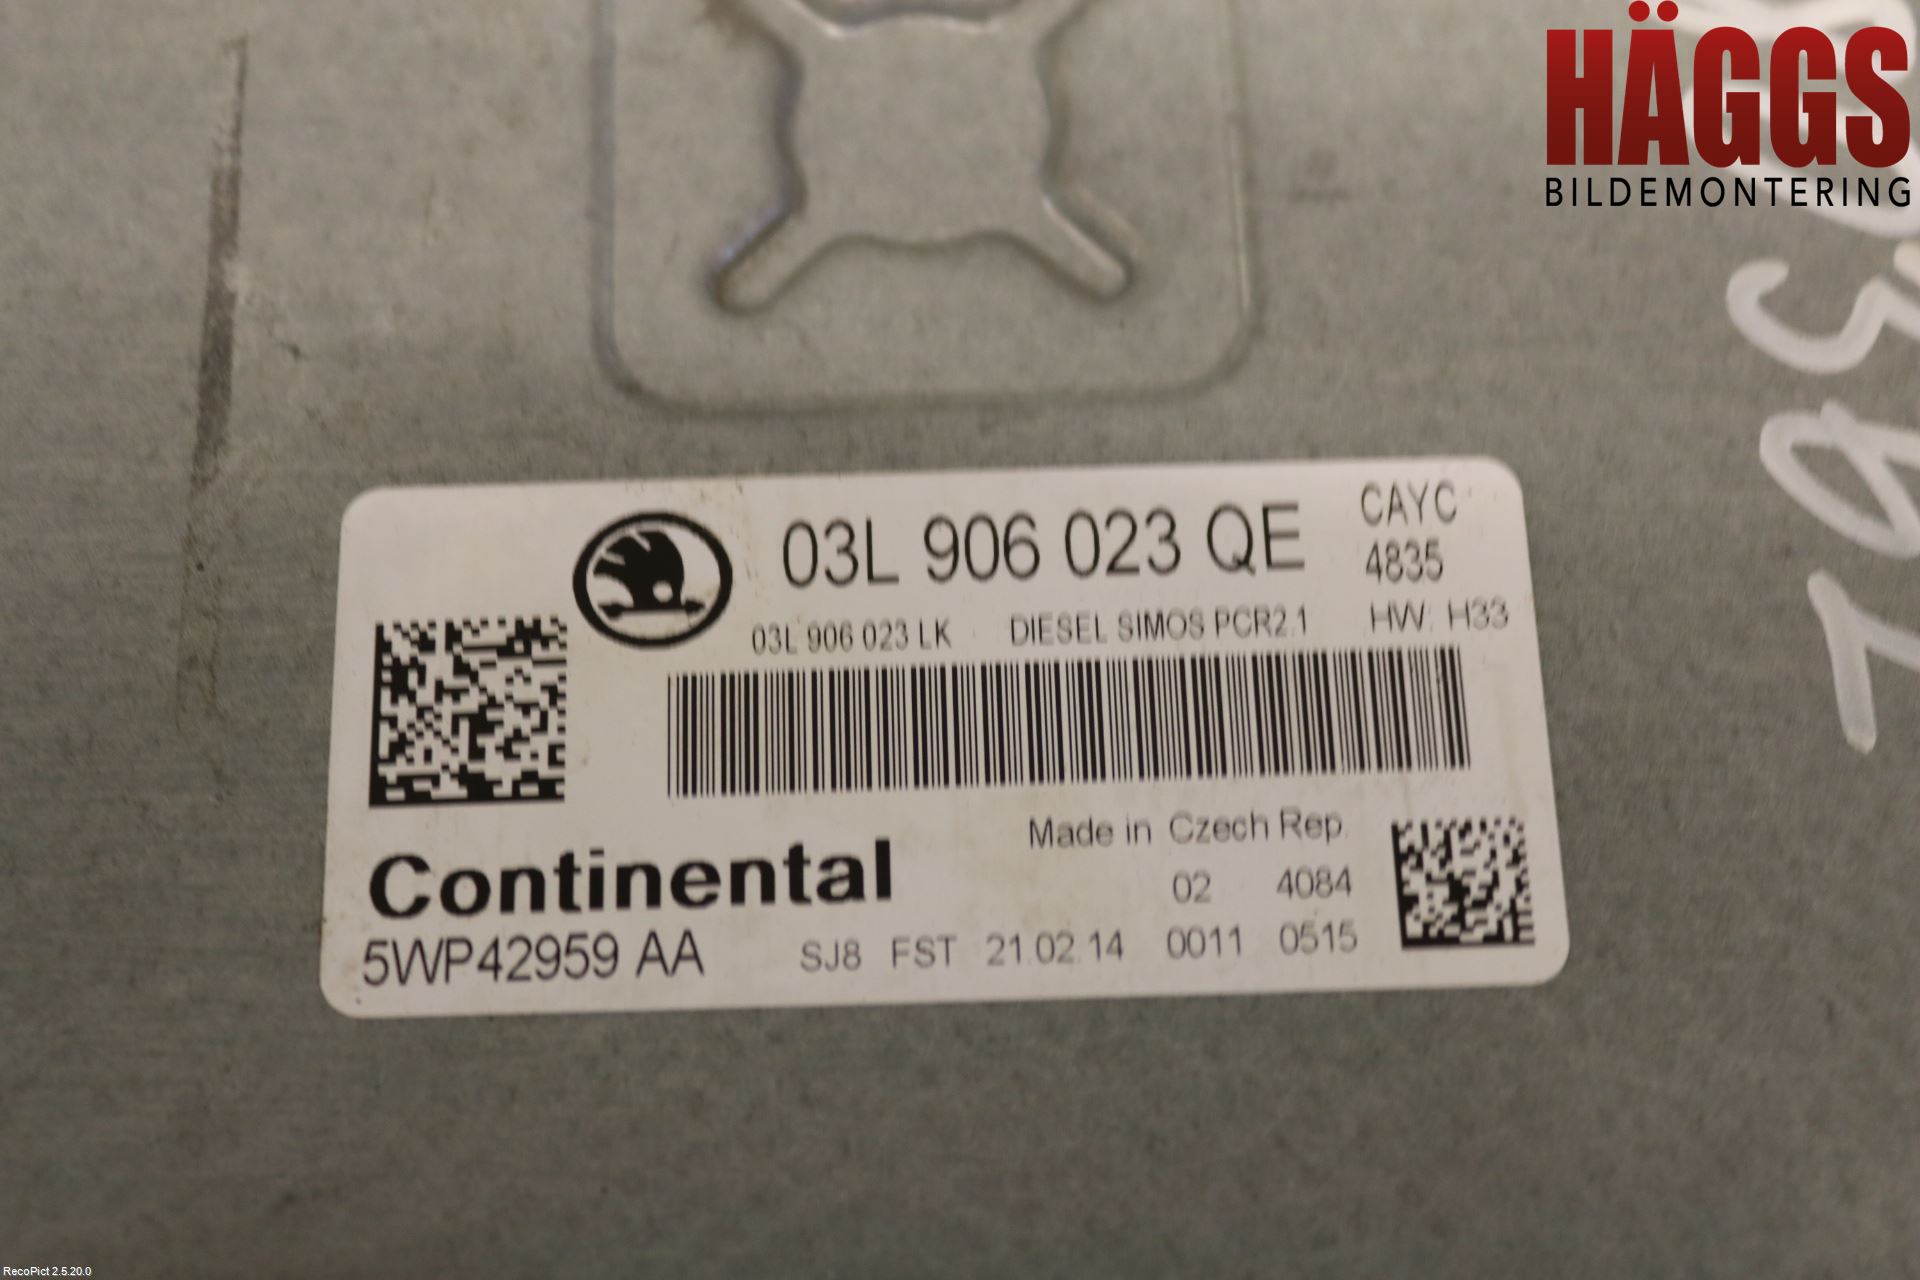 HÄGGS
BILDEMONTERING
03L 906 023 QE
CAYC
4835
03L 906 023 LK DIESEL SIMOS PCR2.1 HW: H33
Made in Czech Rep.
Continental
02 4084
5WP42959 AA SJ8 FST 21.02.14 0011 0515
RecoPict 2.5.20.0